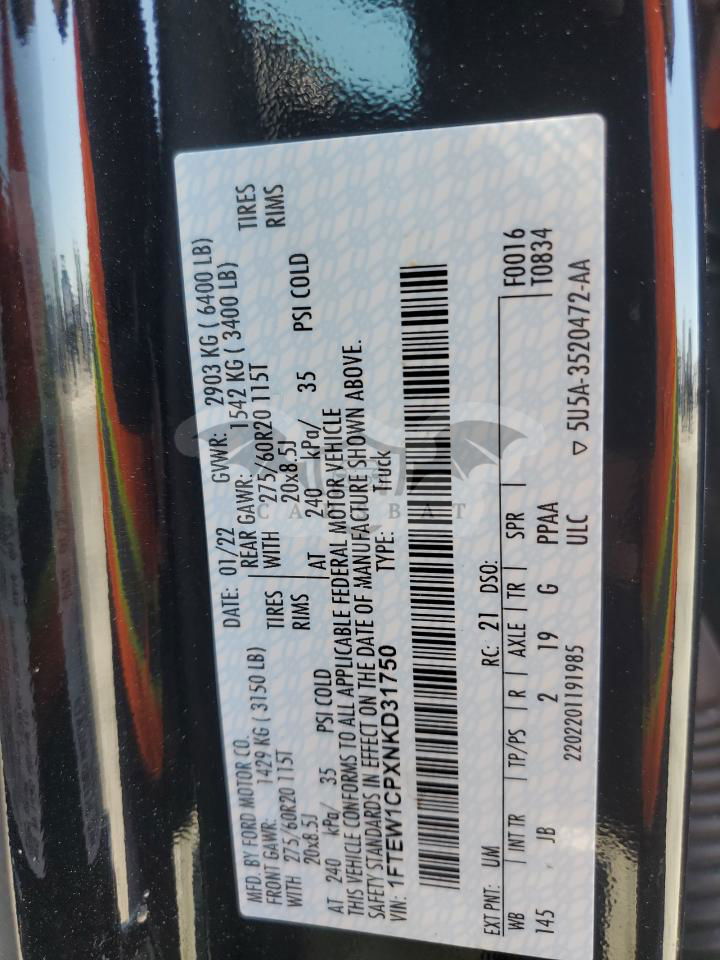 MFD. BY FORD MOTOR CO. DATE: 01/22 GVWR: 2903 KG ( 6400 LB)
FRONT GAWR: 1429 KG ( 3150 LB) REAR GAWR: 1542 KG ( 3400 LB)
WITH 275/60R20 115T TIRES WITH 275/60R20 115T TIRES
20x8.5J RIMS 20x8.5J RIMS
AT 240 kPa/ 35 PSI COLD AT 240 kPa/ 35 PSI COLD
THIS VEHICLE CONFORMS TO ALL APPLICABLE FEDERAL MOTOR VEHICLE
SAFETY STANDARDS IN EFFECT ON THE DATE OF MANUFACTURE SHOWN ABOVE.
VIN: 1FTEW1CPXNKD31750 TYPE: Truck
EXT PNT: UM RC: 21 DSO: F0016
WB INT TR TP/PS R AXLE TR SPR T0834
145 JB 2 19 G PPAA
2202201191985 ULC ▽ 5U5A-3520472-AA
CAR BAT